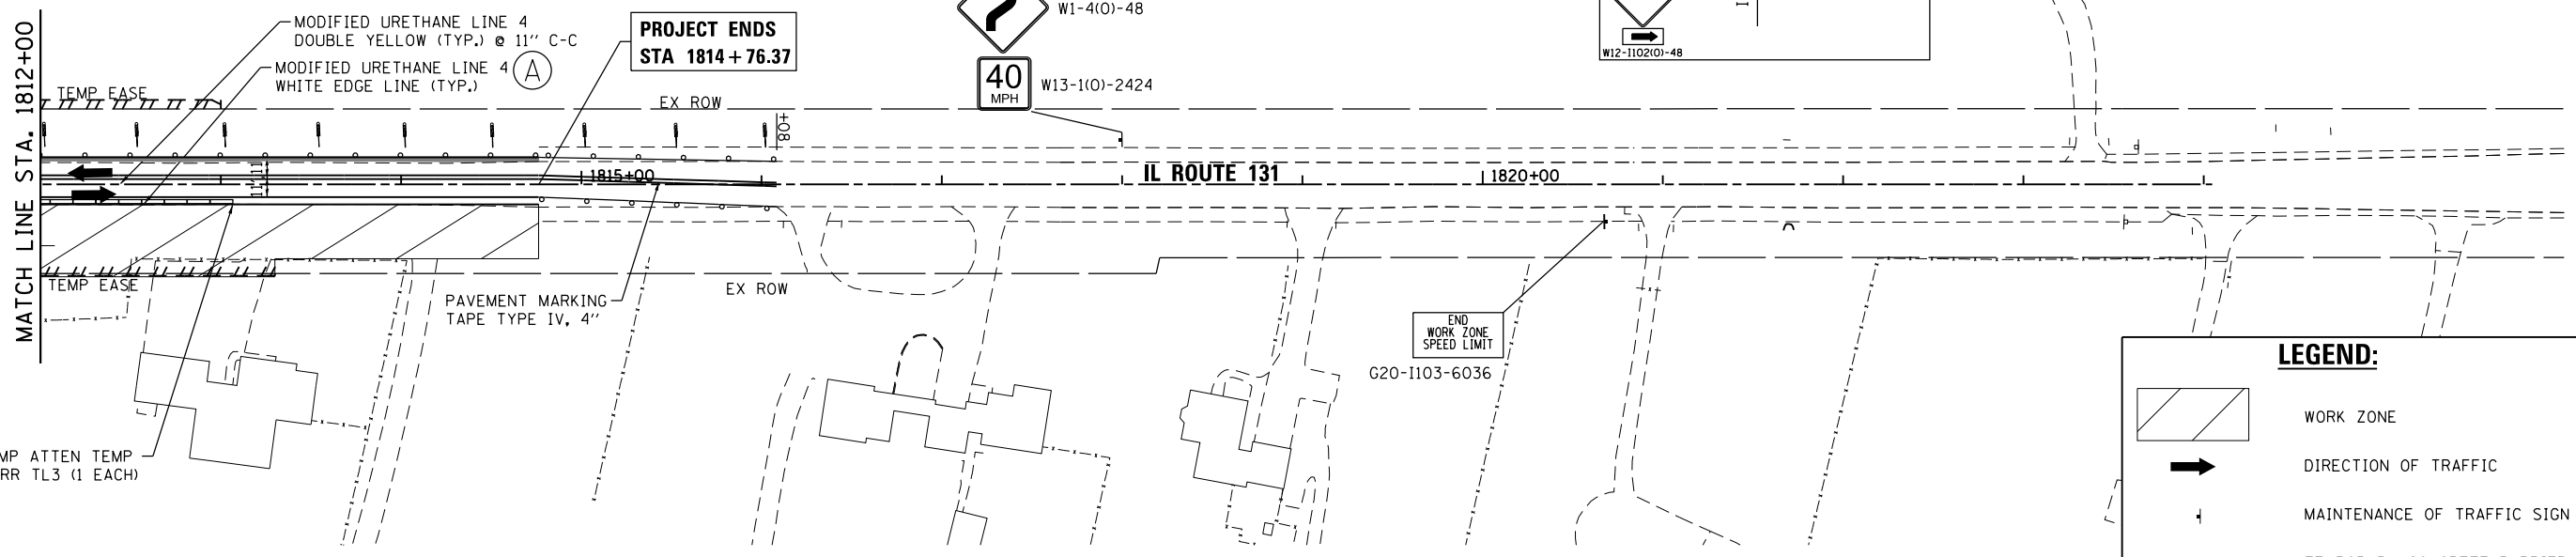 MATCH LINE STA. 1812+00
MODIFIED URETHANE LINE 4
DOUBLE YELLOW (TYP.) @ 11" C-C
MODIFIED URETHANE LINE 4
WHITE EDGE LINE (TYP.)
A
TEMP EASE
PROJECT ENDS
STA 1814+76.37
EX ROW
W1-4(O)-48
40
MPH
W13-1(O)-2424
W12-I102(O)-48
+80
11' 11'
1815+00
IL ROUTE 131
1820+00
TEMP EASE
PAVEMENT MARKING
TAPE TYPE IV, 4"
EX ROW
END
WORK ZONE
SPEED LIMIT
G20-I103-6036
MP ATTEN TEMP
RR TL3 (1 EACH)
LEGEND:
WORK ZONE
DIRECTION OF TRAFFIC
MAINTENANCE OF TRAFFIC SIGN